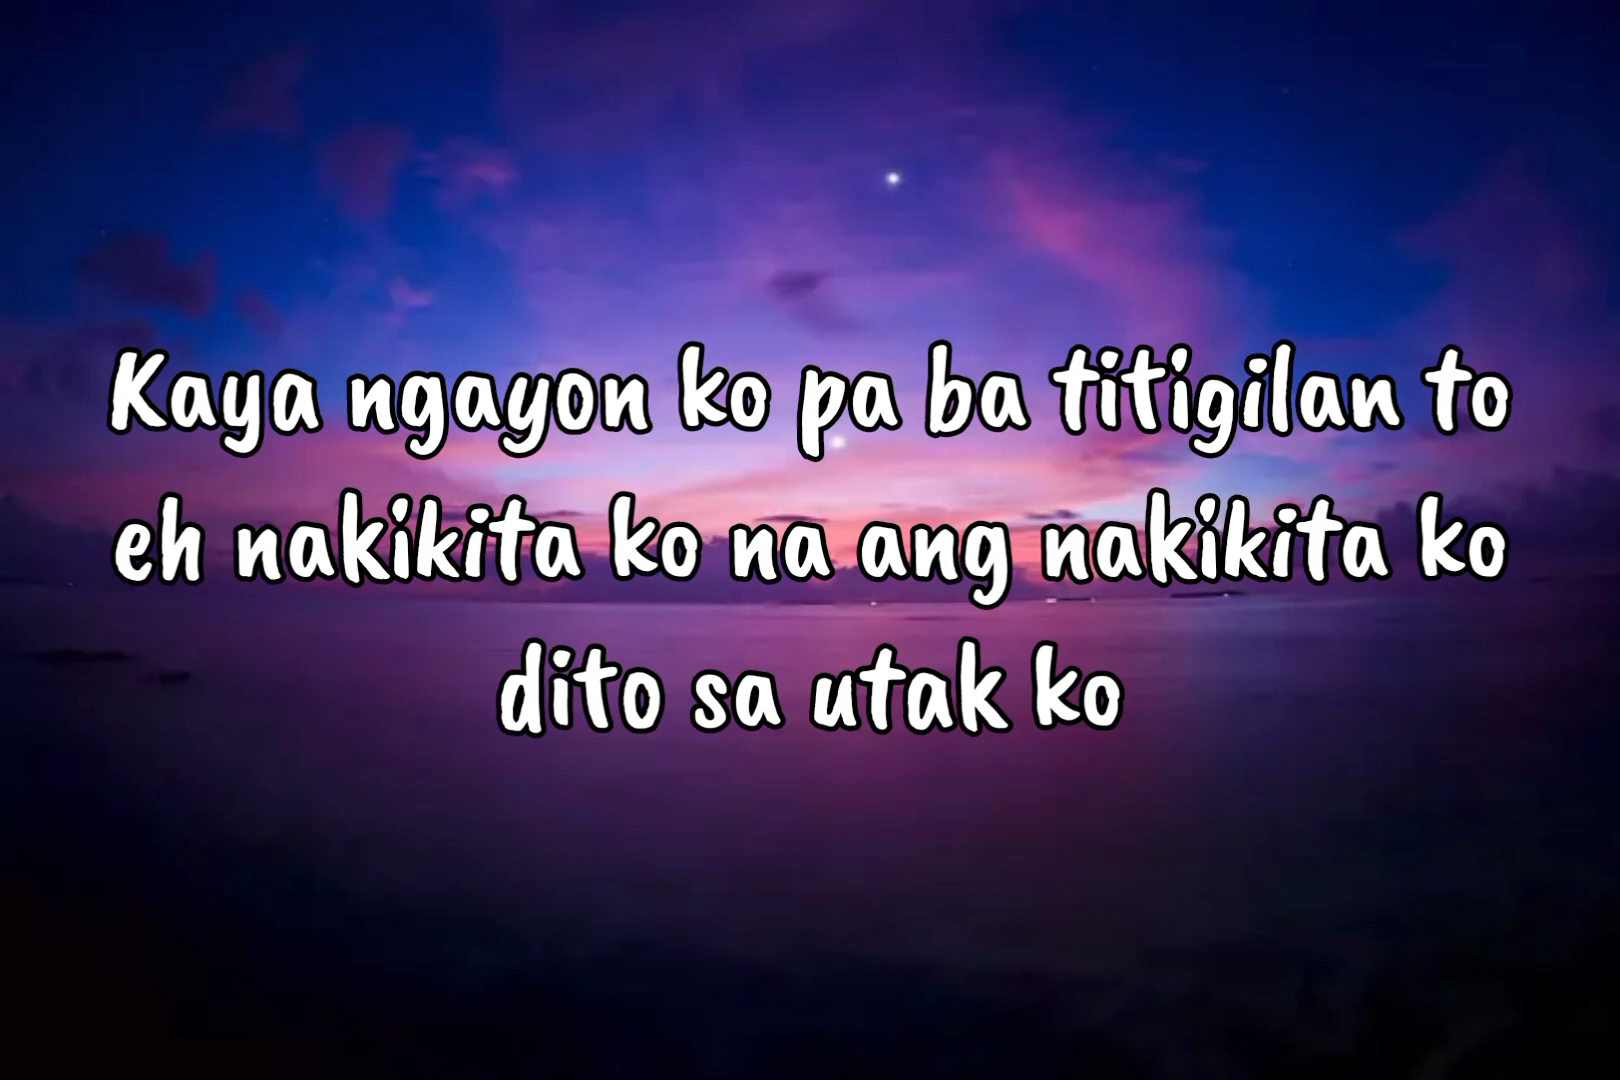 Kaya ngayon ko pa ba titigilan to
eh nakikita ko na ang nakikita ko
dito sa utak ko